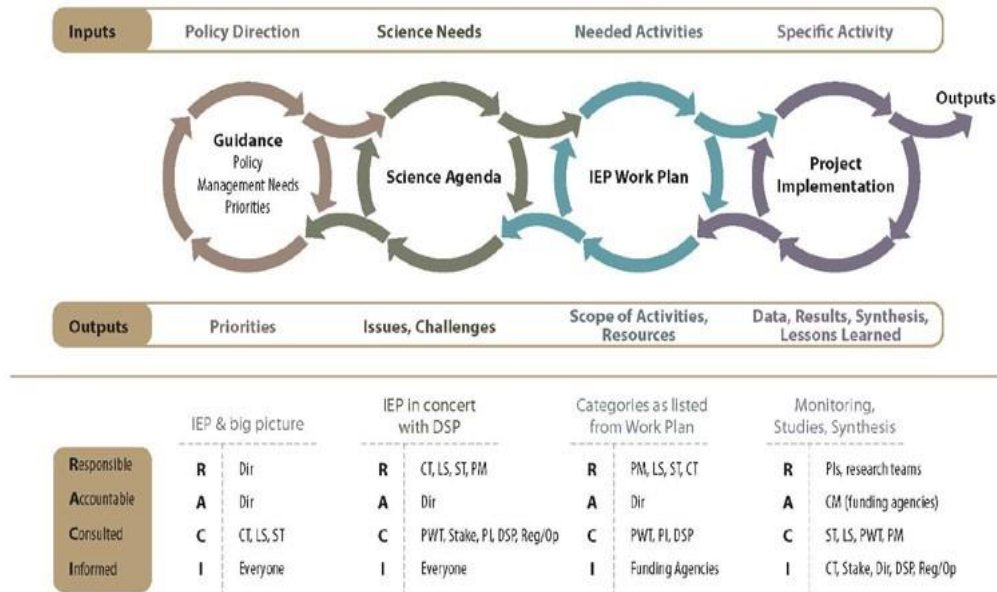 Inputs Policy Direction Science Needs Needed Activities Specific Activity
Outputs
Guidance
Policy
Management Needs
Priorities
Science Agenda
IEP Work Plan
Project
Implementation
Outputs Priorities Issues, Challenges
Scope of Activities,
Resources
Data, Results, Synthesis,
Lessons Learned
IEP & big picture
IEP in concert
with DSP
Categories as listed
from Work Plan
Monitoring,
Studies, Synthesis
Responsible R Dir R CT, LS, ST, PM R PM, LS, ST, CT R PIs, research teams
Accountable A Dir A Dir A Dir A CM (funding agencies)
Consulted C CT, LS, ST C PWT, Stake, PI, DSP, Reg/Op C PWT, PI, DSP C ST, LS, PWT, PM
Informed I Everyone I Everyone I Funding Agencies I CT, Stake, Dir, DSP, Reg/Op